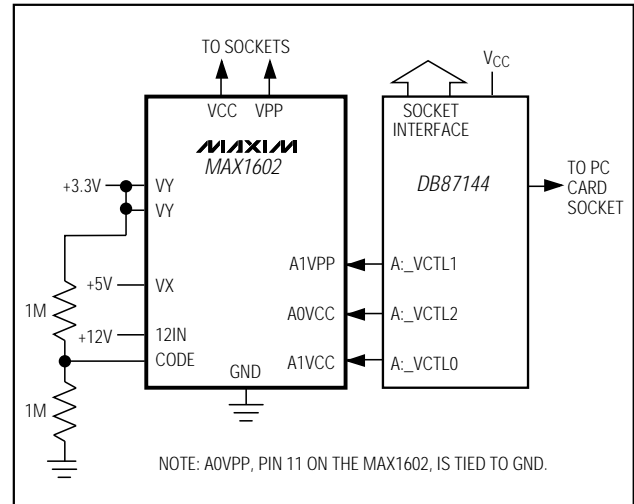 TO SOCKETS
VCC VPP
MAXIM
MAX1602
+3.3V
VY
VY
+5V
VX
1M
+12V
12IN
CODE
1M
GND
A1VPP
A0VCC
A1VCC
VCC
SOCKET
INTERFACE
DB87144
TO PC
CARD
SOCKET
A:_VCTL1
A:_VCTL2
A:_VCTL0
NOTE: A0VPP, PIN 11 ON THE MAX1602, IS TIED TO GND.